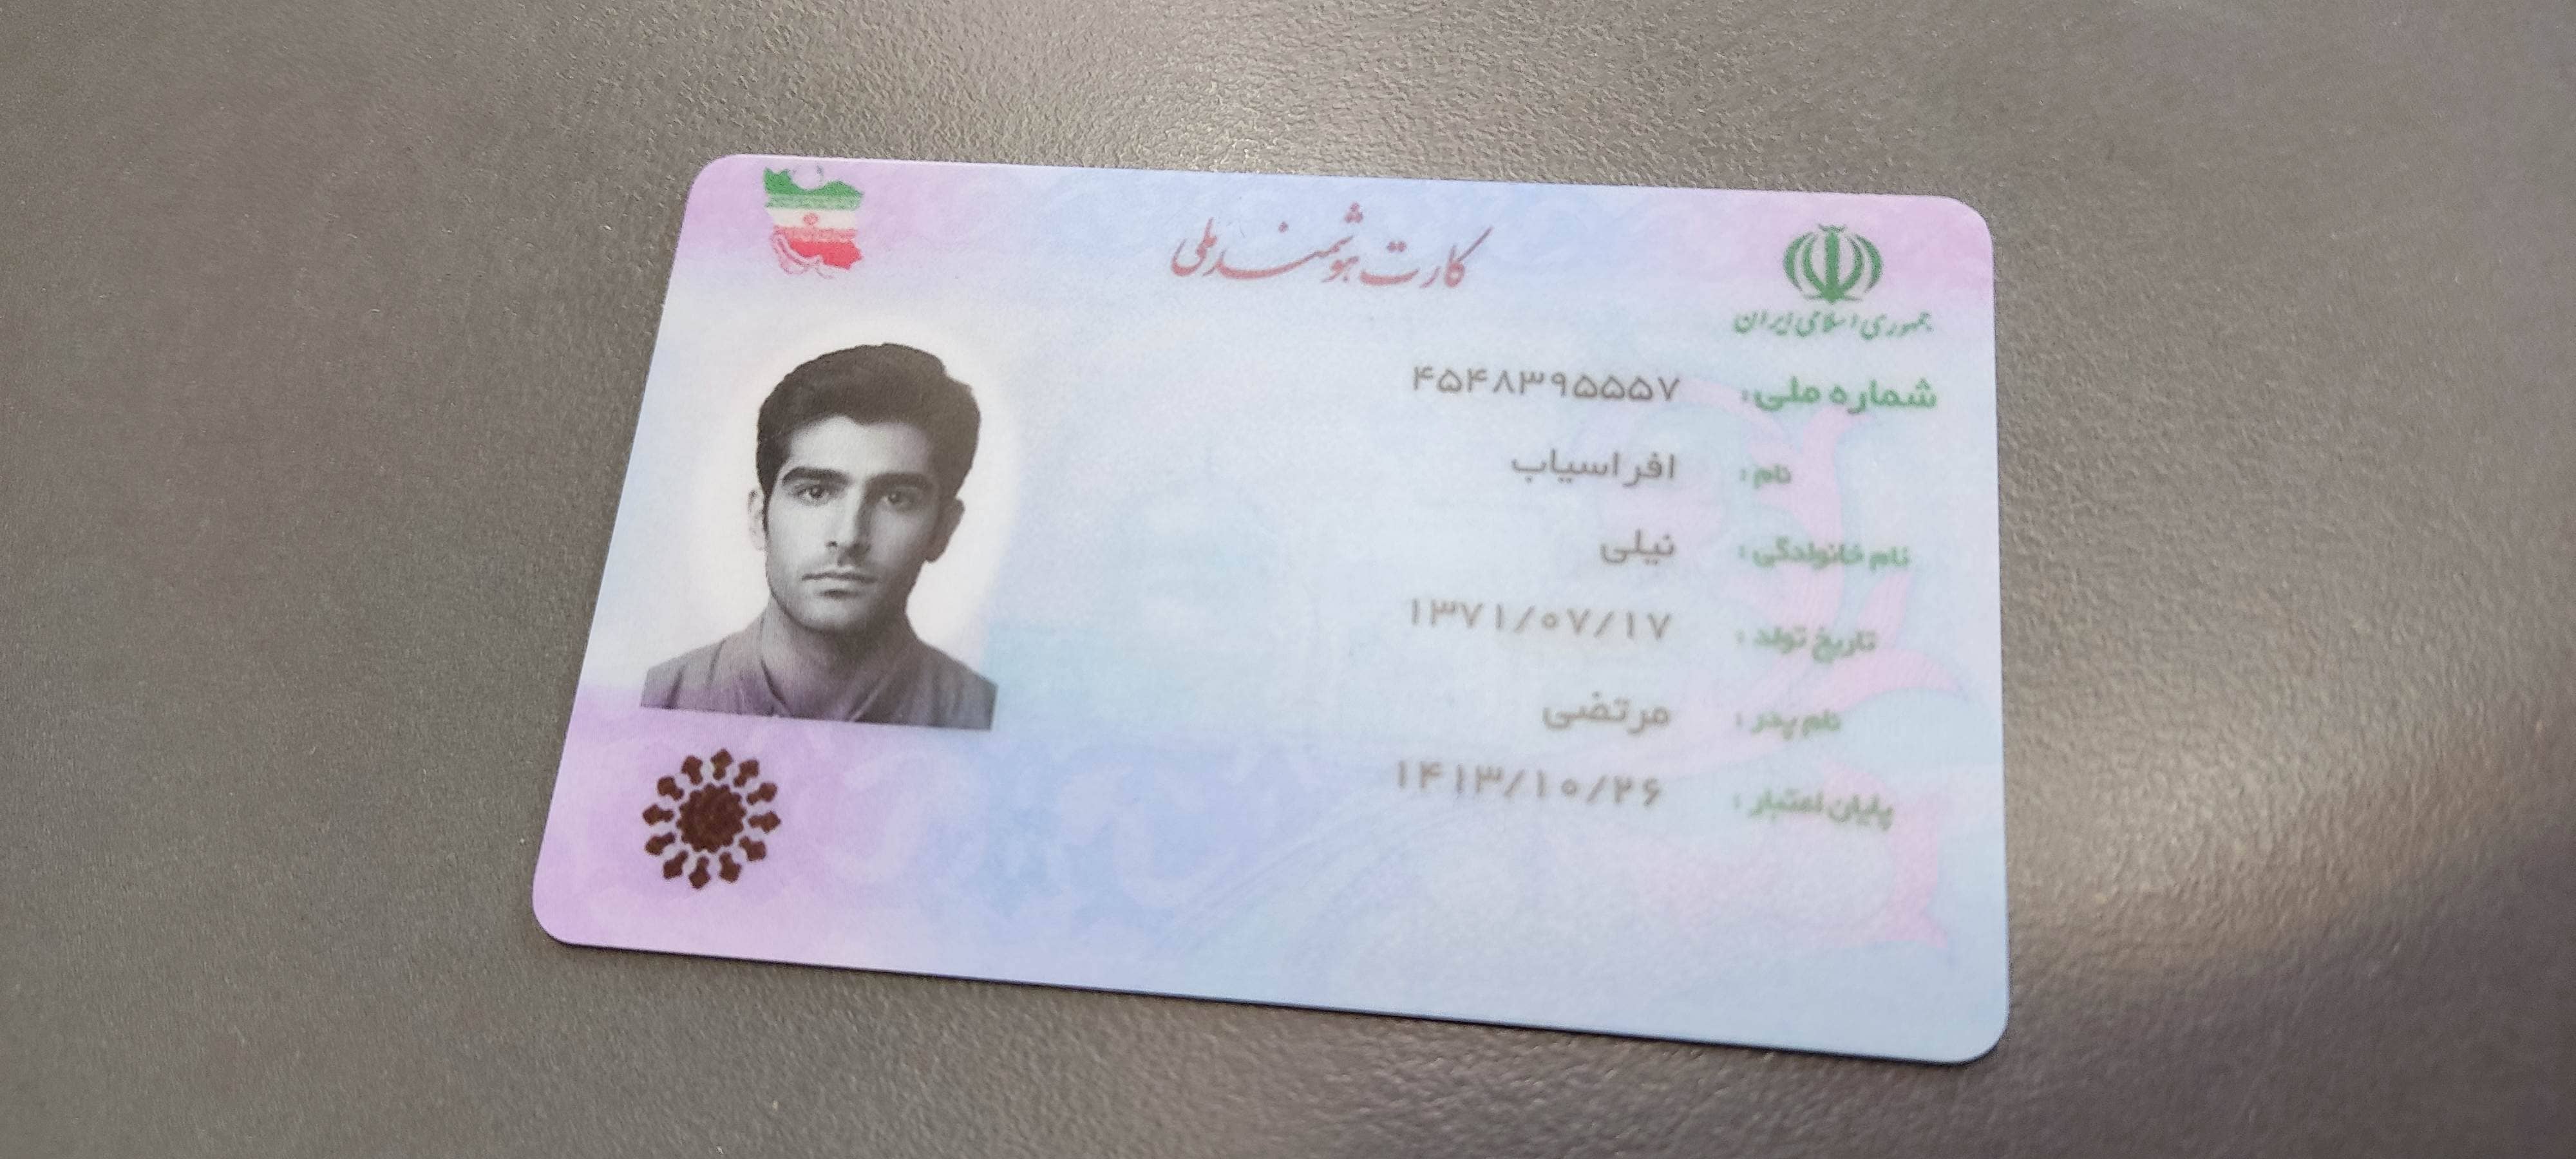 کارت هوشمند ملی
جمهوری اسلامی ایران
شماره ملی: ۴۵۴۸۳۹۵۵۵۷
نام: افراسیاب
نام خانوادگی: نیلی
تاریخ تولد: ۱۳۷۱/۰۷/۱۷
نام پدر: مرتضی
پایان اعتبار: ۱۴۱۳/۱۰/۲۶